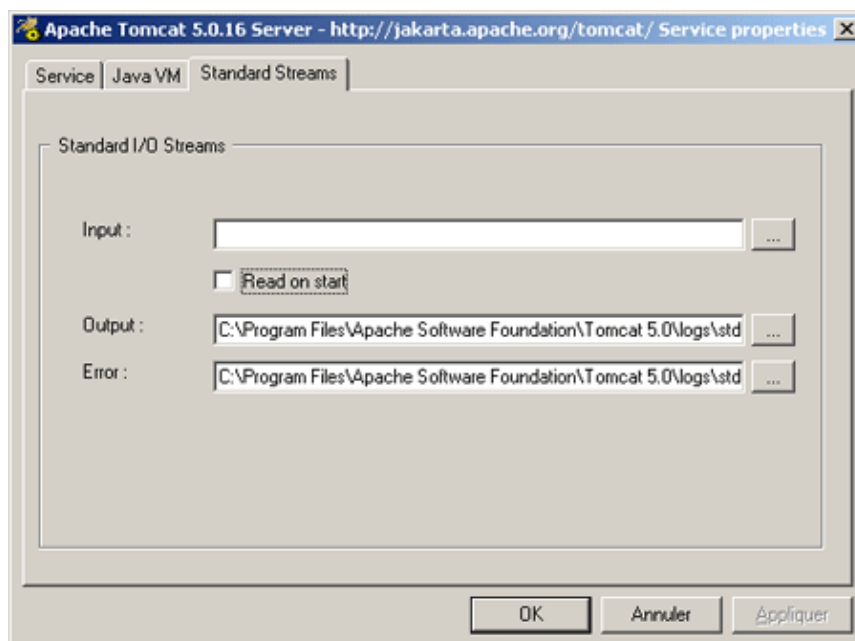 Apache Tomcat 5.0.16 Server - http://jakarta.apache.org/tomcat/ Service properties
Service Java VM Standard Streams
Standard I/O Streams
Input :
...
Read on start
Output : C:\Program Files\Apache Software Foundation\Tomcat 5.0\logs\std ...
Error : C:\Program Files\Apache Software Foundation\Tomcat 5.0\logs\std ...
OK Annuler Appliquer